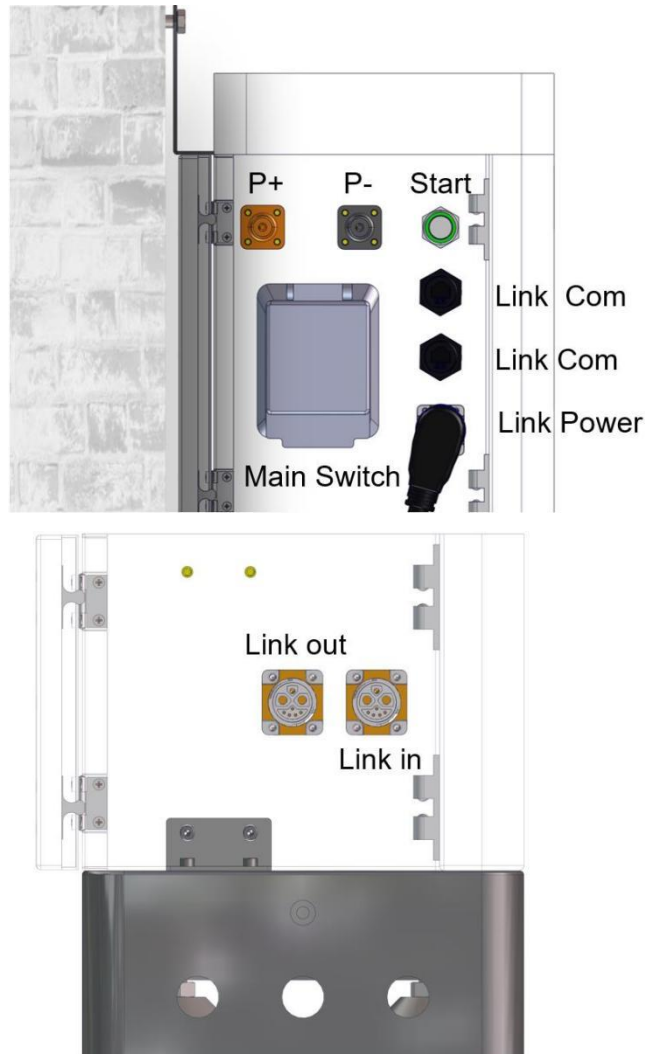 P+ P- Start
Link Com
Link Com
Link Power
Main Switch
Link out
Link in